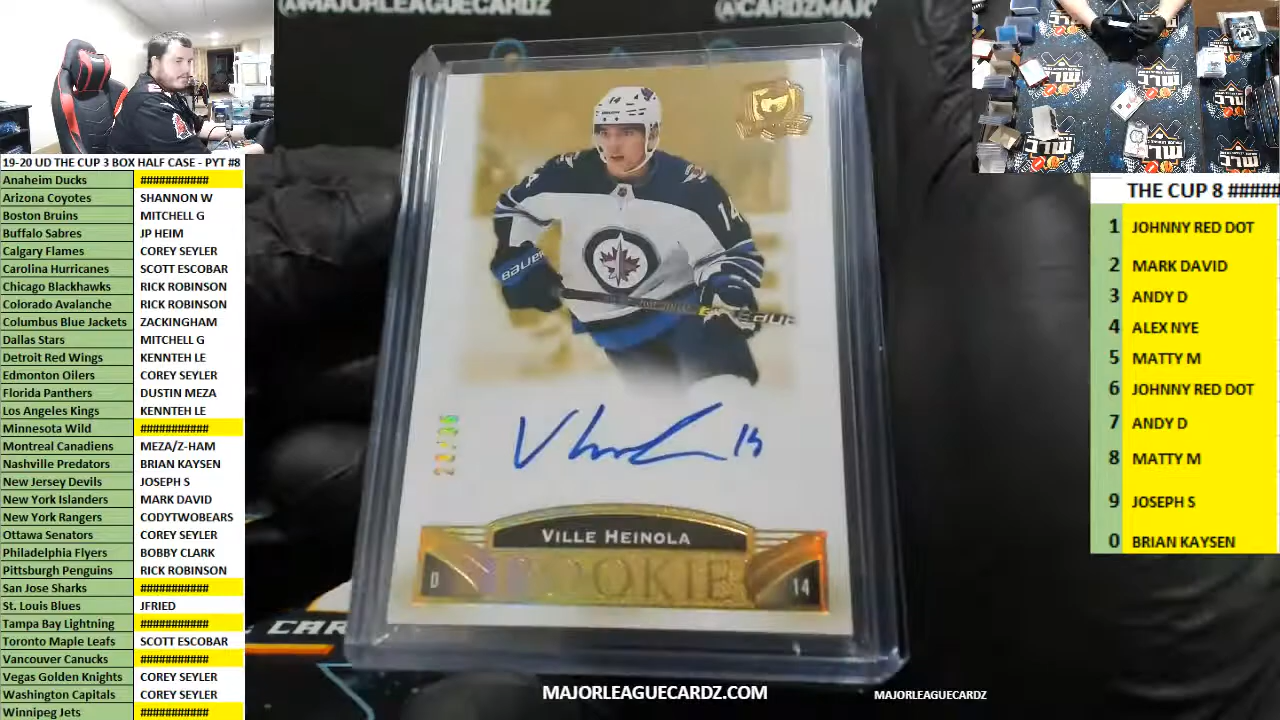 @MAJORLEAGUECARDZ
19-20 UD THE CUP 3 BOX HALF CASE - PYT #8
Anaheim Ducks ###########
Arizona Coyotes SHANNON W
Boston Bruins MITCHELL G
Buffalo Sabres JP HEIM
Calgary Flames COREY SEYLER
Carolina Hurricanes SCOTT ESCOBAR
Chicago Blackhawks RICK ROBINSON
Colorado Avalanche RICK ROBINSON
Columbus Blue Jackets ZACKINGHAM
Dallas Stars MITCHELL G
Detroit Red Wings KENNTEH LE
Edmonton Oilers COREY SEYLER
Florida Panthers DUSTIN MEZA
Los Angeles Kings KENNTEH LE
Minnesota Wild ###########
Montreal Canadiens MEZA/Z-HAM
Nashville Predators BRIAN KAYSEN
New Jersey Devils JOSEPH S
New York Islanders MARK DAVID
New York Rangers CODYTWOBEARS
Ottawa Senators COREY SEYLER
Philadelphia Flyers BOBBY CLARK
Pittsburgh Penguins RICK ROBINSON
San Jose Sharks ###########
St. Louis Blues JFRIED
Tampa Bay Lightning ###########
Toronto Maple Leafs SCOTT ESCOBAR
Vancouver Canucks ###########
Vegas Golden Knights COREY SEYLER
Washington Capitals COREY SEYLER
Winnipeg Jets ###########
14
14
BAUER
VILLE HEINOLA
D ROOKIE 14
MAJORLEAGUECARDZ.COM
MAJORLEAGUECARDZ
THE CUP 8 #####
1 JOHNNY RED DOT
2 MARK DAVID
3 ANDY D
4 ALEX NYE
5 MATTY M
6 JOHNNY RED DOT
7 ANDY D
8 MATTY M
9 JOSEPH S
0 BRIAN KAYSEN